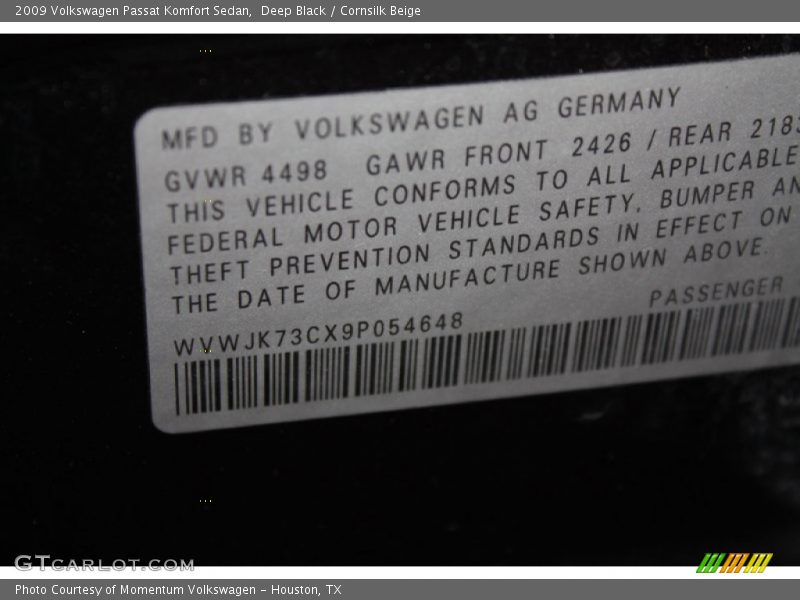 2009 Volkswagen Passat Komfort Sedan, Deep Black / Cornsilk Beige
MFD BY VOLKSWAGEN AG GERMANY
GVWR 4498 GAWR FRONT 2426 / REAR 2183
THIS VEHICLE CONFORMS TO ALL APPLICABLE
FEDERAL MOTOR VEHICLE SAFETY, BUMPER AN
THEFT PREVENTION STANDARDS IN EFFECT ON
THE DATE OF MANUFACTURE SHOWN ABOVE.
PASSENGER
WVWJK73CX9P054648
GTcarlot.com
Photo Courtesy of Momentum Volkswagen - Houston, TX